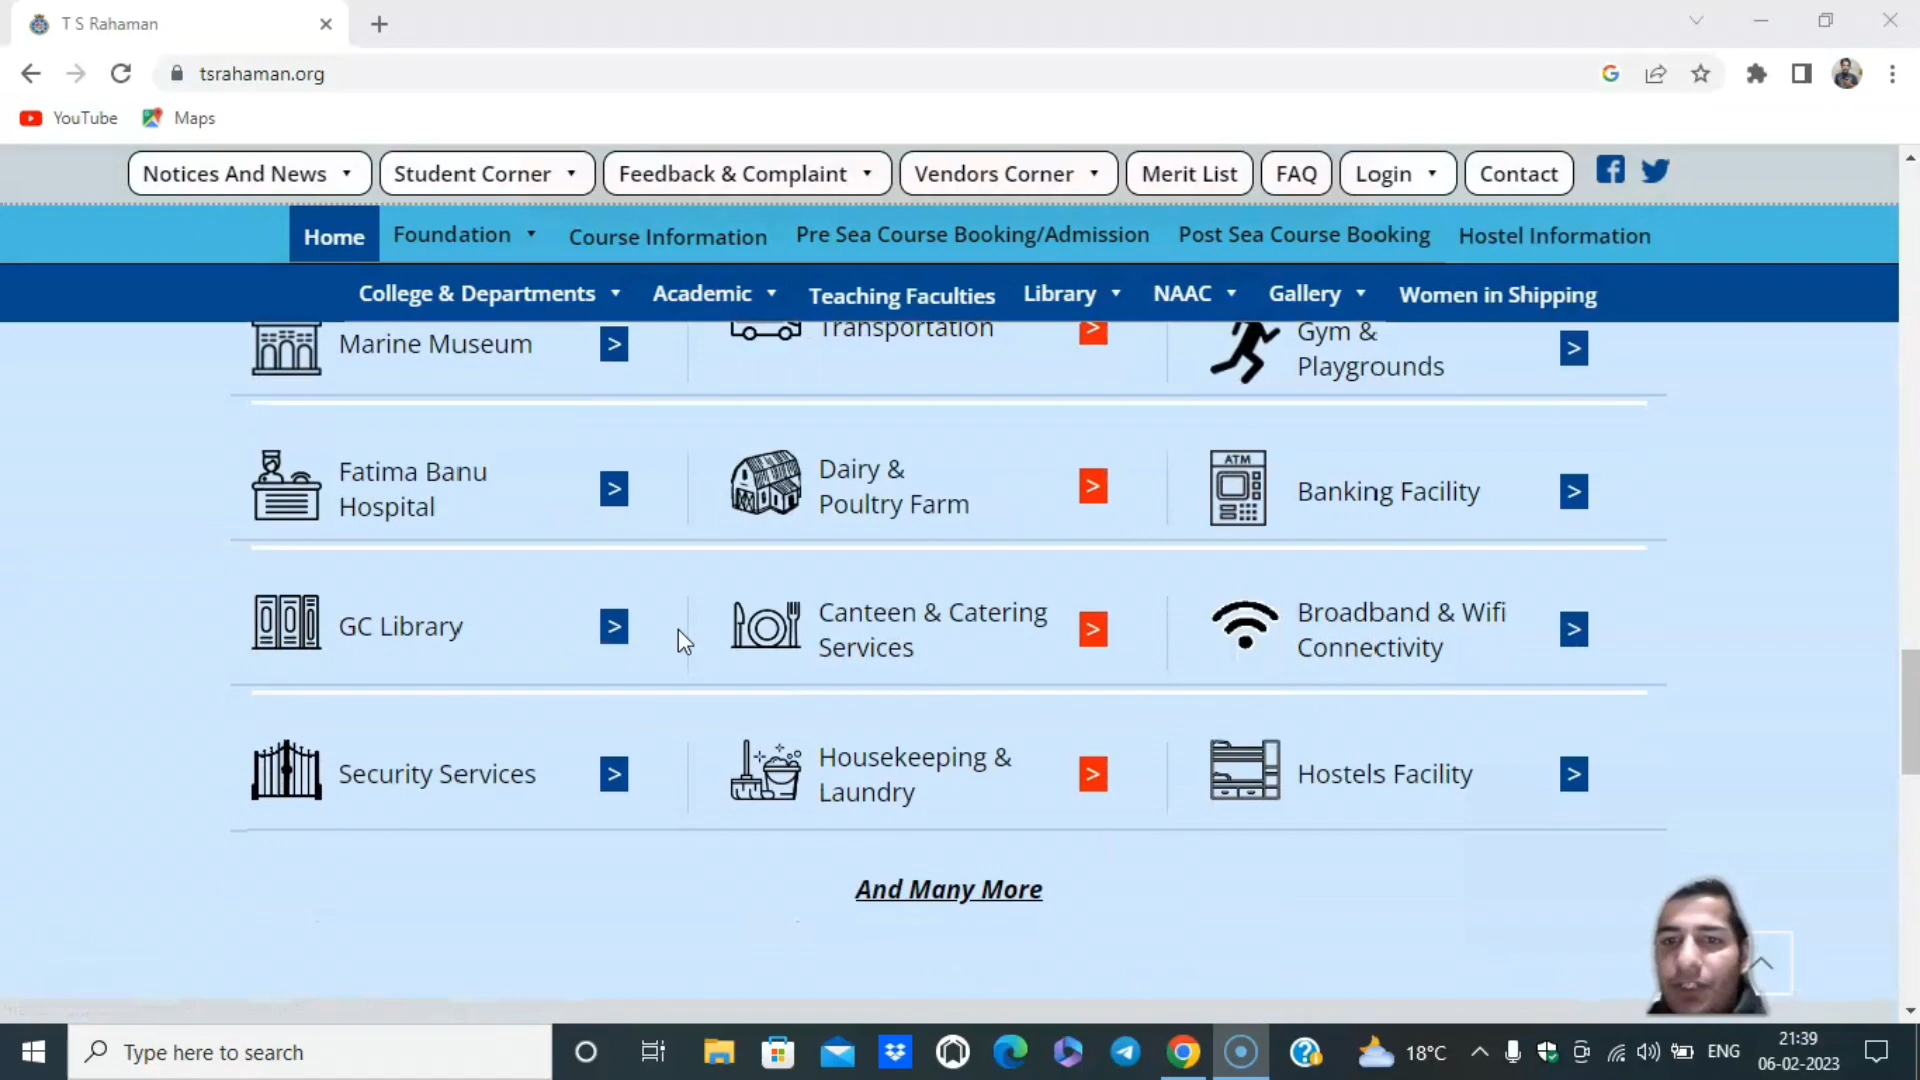 T S Rahaman
tsrahaman.org
YouTube Maps
Notices And News Student Corner Feedback & Complaint Vendors Corner Merit List FAQ Login Contact
Home Foundation Course Information Pre Sea Course Booking/Admission Post Sea Course Booking Hostel Information
College & Departments Academic Teaching Faculties Library NAAC Gallery Women in Shipping
Marine Museum >
Transportation >
Gym &
Playgrounds >
Fatima Banu
Hospital >
Dairy &
Poultry Farm >
ATM
Banking Facility >
GC Library >
Canteen & Catering
Services >
Broadband & Wifi
Connectivity >
Security Services >
Housekeeping &
Laundry >
Hostels Facility >
And Many More
Type here to search
18°C
ENG
21:39
06-02-2023